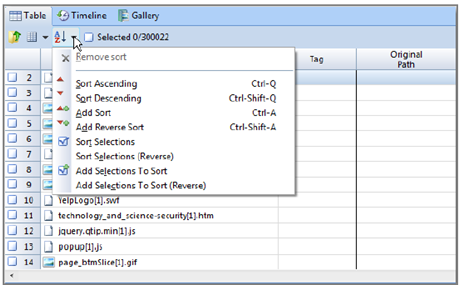 Table Timeline Gallery
Selected 0/300022
Remove sort
Tag Original Path
Sort Ascending Ctrl-Q
Sort Descending Ctrl-Shift-Q
Add Sort Ctrl-A
Add Reverse Sort Ctrl-Shift-A
Sort Selections
Sort Selections (Reverse)
Add Selections To Sort
Add Selections To Sort (Reverse)
2
3
4
5
6
7
8
9
10 YelpLogo[1].swf
11 technology_and_science-security[1].htm
12 jquery.qtip.min[1].js
13 popup[1].js
14 page_btmSlice[1].gif